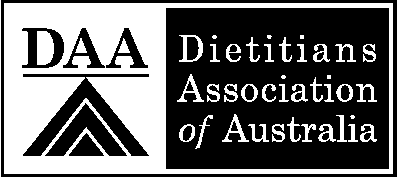 DAA
Dietitians
Association
of Australia